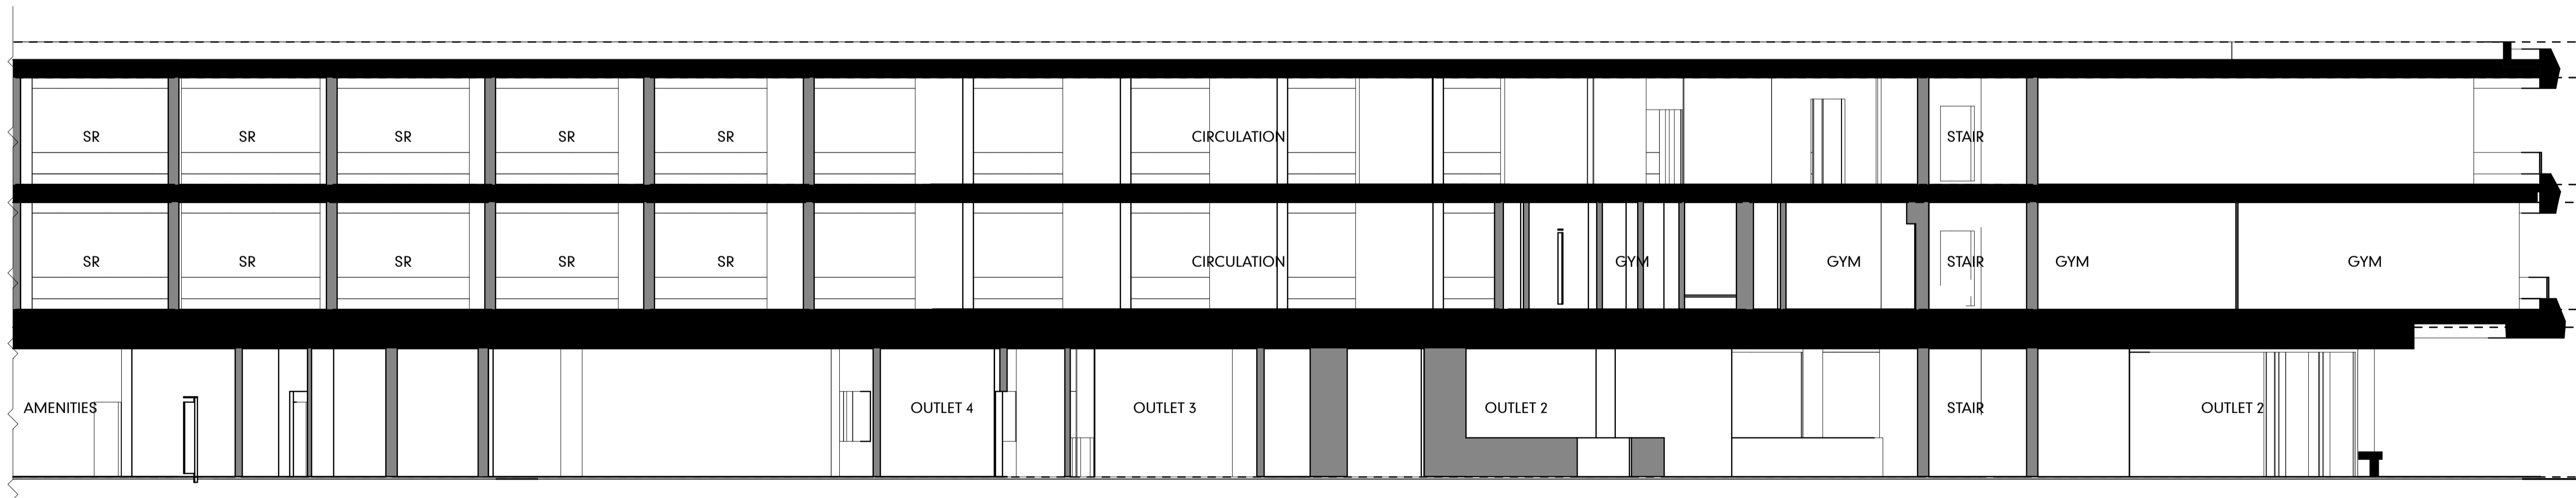 SR SR SR SR SR CIRCULATION STAIR
SR SR SR SR SR CIRCULATION GYM GYM STAIR GYM GYM
AMENITIES OUTLET 4 OUTLET 3 OUTLET 2 STAIR OUTLET 2